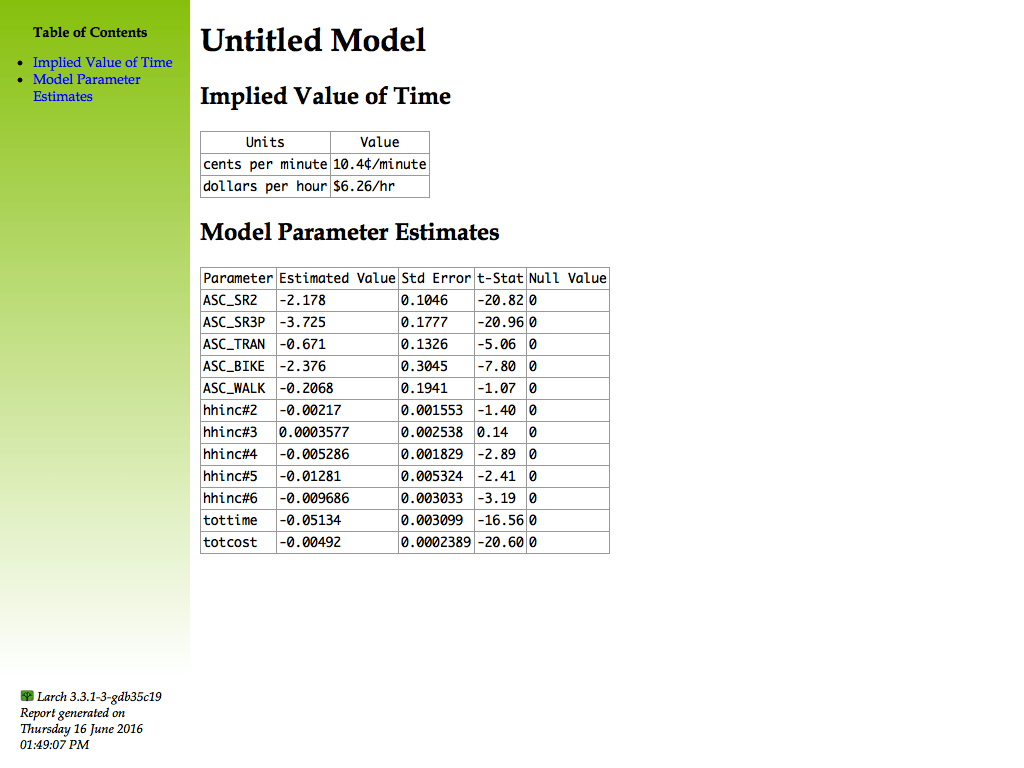 Table of Contents
• Implied Value of Time
• Model Parameter
Estimates
Untitled Model
Implied Value of Time
Units Value
cents per minute 10.4¢/minute
dollars per hour $6.26/hr
Model Parameter Estimates
Parameter Estimated Value Std Error t-Stat Null Value
ASC_SR2 -2.178 0.1046 -20.82 0
ASC_SR3P -3.725 0.1777 -20.96 0
ASC_TRAN -0.671 0.1326 -5.06 0
ASC_BIKE -2.376 0.3045 -7.80 0
ASC_WALK -0.2068 0.1941 -1.07 0
hhinc#2 -0.00217 0.001553 -1.40 0
hhinc#3 0.0003577 0.002538 0.14 0
hhinc#4 -0.005286 0.001829 -2.89 0
hhinc#5 -0.01281 0.005324 -2.41 0
hhinc#6 -0.009686 0.003033 -3.19 0
tottime -0.05134 0.003099 -16.56 0
totcost -0.00492 0.0002389 -20.60 0
Larch 3.3.1-3-gdb35c19
Report generated on
Thursday 16 June 2016
01:49:07 PM